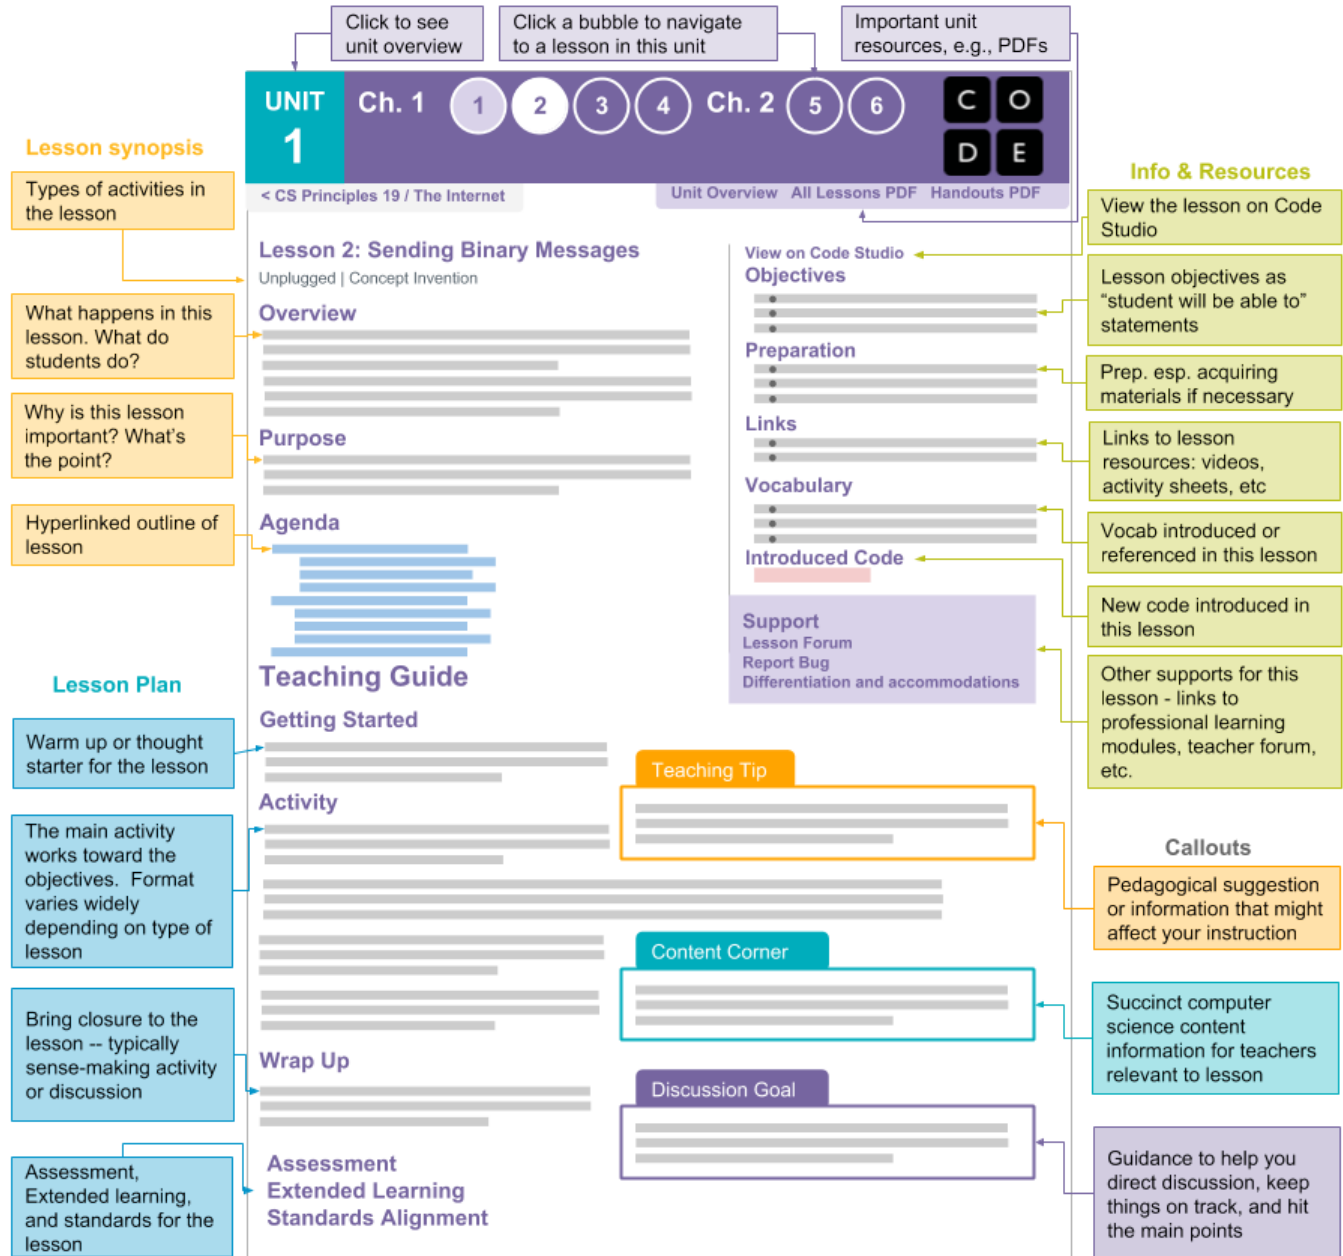 Click to see
unit overview
Click a bubble to navigate
to a lesson in this unit
Important unit
resources, e.g., PDFs
UNIT
1
Ch. 1
1
2
3
4
Ch. 2
5
6
C O
D E
< CS Principles 19 / The Internet
Unit Overview All Lessons PDF Handouts PDF
Lesson synopsis
Types of activities in
the lesson
What happens in this
lesson. What do
students do?
Why is this lesson
important? What's
the point?
Hyperlinked outline of
lesson
Lesson Plan
Warm up or thought
starter for the lesson
The main activity
works toward the
objectives. Format
varies widely
depending on type of
lesson
Bring closure to the
lesson -- typically
sense-making activity
or discussion
Assessment,
Extended learning,
and standards for the
lesson
Lesson 2: Sending Binary Messages
Unplugged | Concept Invention
Overview
Purpose
Agenda
Teaching Guide
Getting Started
Activity
Wrap Up
Assessment
Extended Learning
Standards Alignment
View on Code Studio
Objectives
Preparation
Links
Vocabulary
Introduced Code
Support
Lesson Forum
Report Bug
Differentiation and accommodations
Teaching Tip
Content Corner
Discussion Goal
Info & Resources
View the lesson on Code
Studio
Lesson objectives as
“student will be able to”
statements
Prep. esp. acquiring
materials if necessary
Links to lesson
resources: videos,
activity sheets, etc
Vocab introduced or
referenced in this lesson
New code introduced in
this lesson
Other supports for this
lesson - links to
professional learning
modules, teacher forum,
etc.
Callouts
Pedagogical suggestion
or information that might
affect your instruction
Succinct computer
science content
information for teachers
relevant to lesson
Guidance to help you
direct discussion, keep
things on track, and hit
the main points